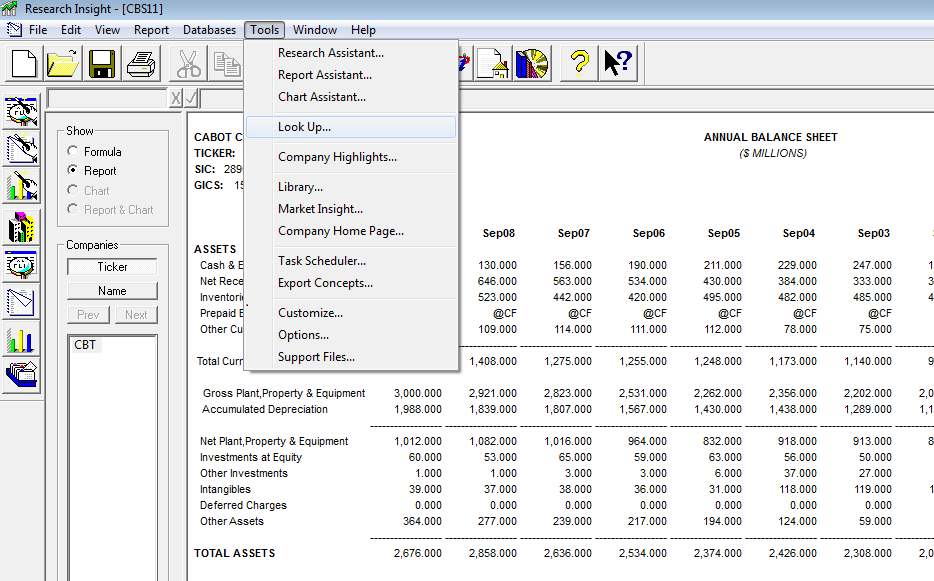 Research Insight - [CBS11]
File Edit View Report Databases Tools Window Help
Research Assistant...
Report Assistant...
Chart Assistant...
Look Up...
Company Highlights...
Library...
Market Insight...
Company Home Page...
Task Scheduler...
Export Concepts...
Customize...
Options...
Support Files...
Show
Formula
Report
Chart
Report & Chart
Companies
Ticker
Name
Prev Next
CBT
CABOT C ANNUAL BALANCE SHEET
TICKER: ($ MILLIONS)
SIC: 289
GICS: 15
Sep08 Sep07 Sep06 Sep05 Sep04 Sep03
ASSETS
Cash & E 130.000 156.000 190.000 211.000 229.000 247.000 1
Net Rece 646.000 563.000 534.000 430.000 384.000 333.000 3
Inventori 523.000 442.000 420.000 495.000 482.000 485.000 4
Prepaid E @CF @CF @CF @CF @CF @CF
Other Cu 109.000 114.000 111.000 112.000 78.000 75.000
Total Curr 1,408.000 1,275.000 1,255.000 1,248.000 1,173.000 1,140.000 9
Gross Plant,Property & Equipment 3,000.000 2,921.000 2,823.000 2,531.000 2,262.000 2,356.000 2,202.000 2,0
Accumulated Depreciation 1,988.000 1,839.000 1,807.000 1,567.000 1,430.000 1,438.000 1,289.000 1,1
Net Plant,Property & Equipment 1,012.000 1,082.000 1,016.000 964.000 832.000 918.000 913.000 8
Investments at Equity 60.000 53.000 65.000 59.000 63.000 56.000 50.000
Other Investments 1.000 1.000 3.000 3.000 6.000 37.000 27.000
Intangibles 39.000 37.000 38.000 36.000 31.000 118.000 119.000 1
Deferred Charges 0.000 0.000 0.000 0.000 0.000 0.000 0.000
Other Assets 364.000 277.000 239.000 217.000 194.000 124.000 59.000
TOTAL ASSETS 2,676.000 2,858.000 2,636.000 2,534.000 2,374.000 2,426.000 2,308.000 2,0